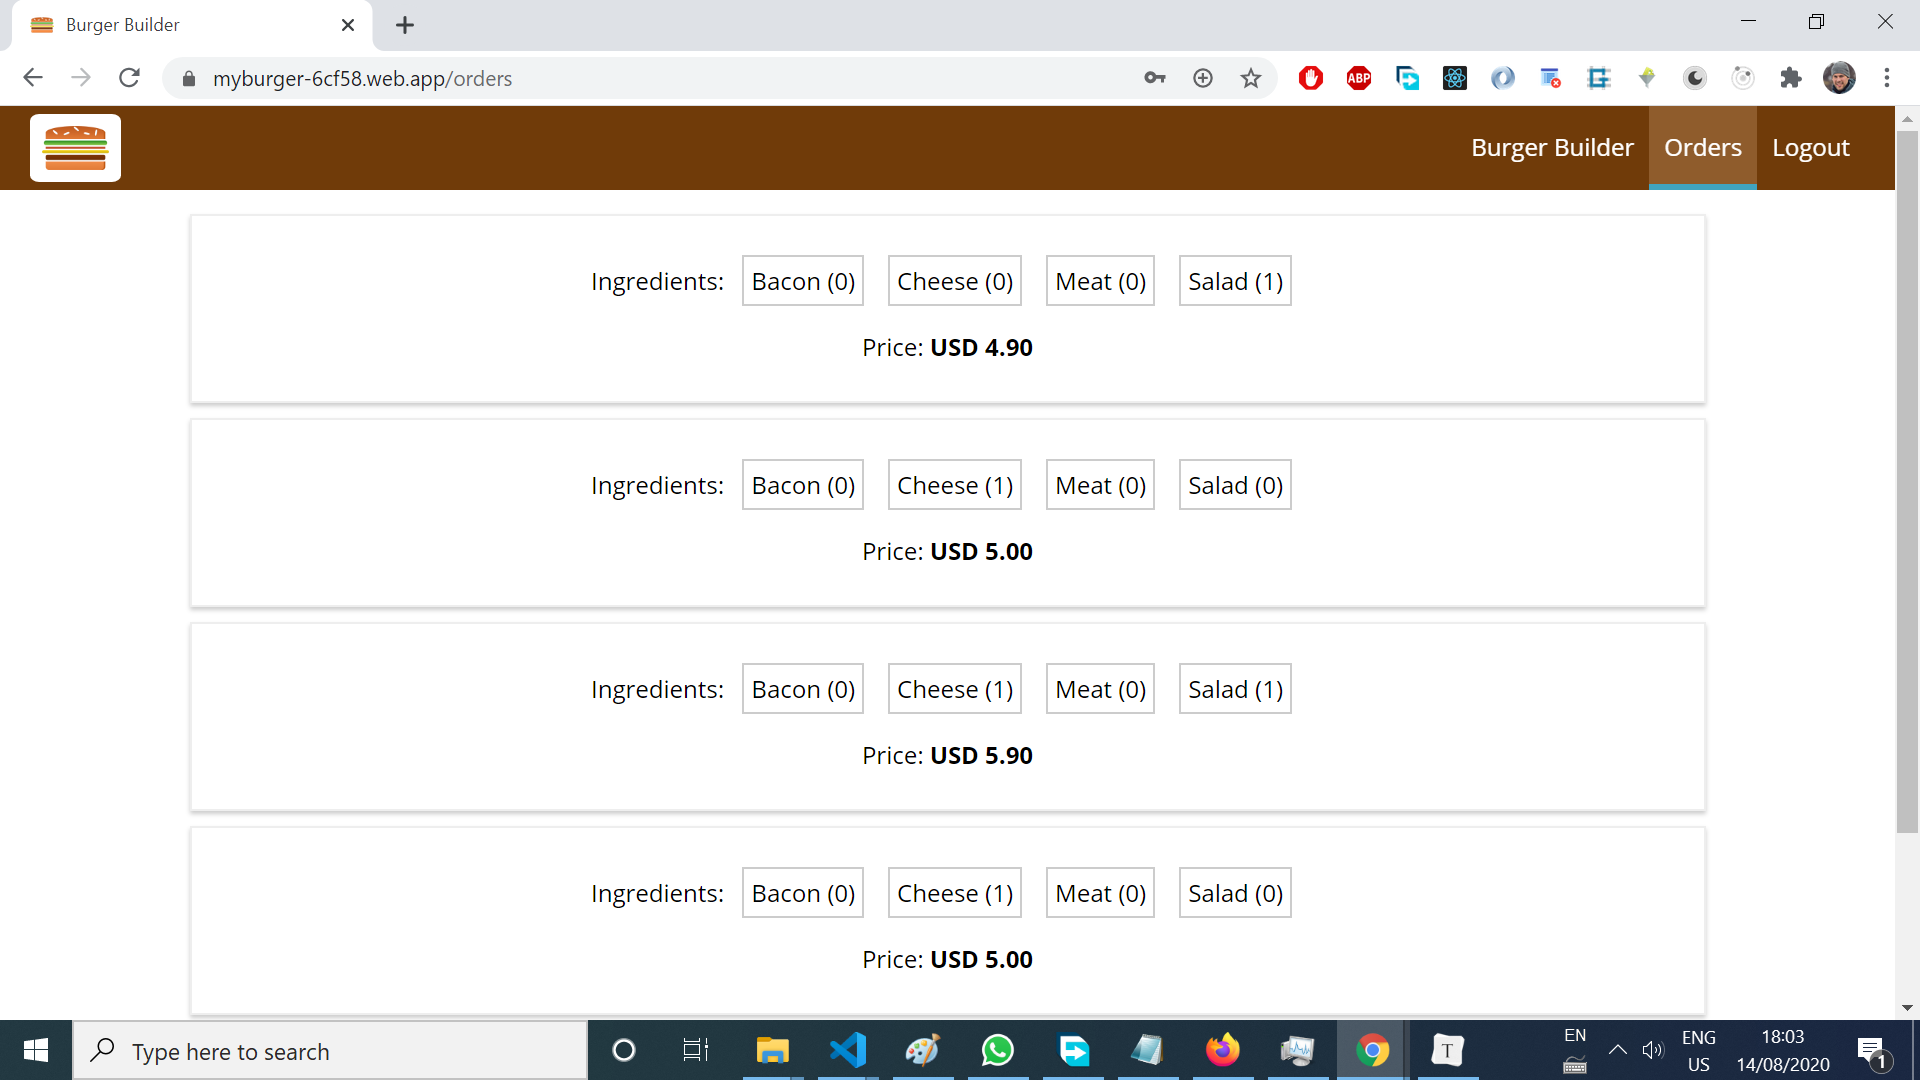 Burger Builder
myburger-6cf58.web.app/orders
ABP
Burger Builder Orders Logout
Ingredients: Bacon (0) Cheese (0) Meat (0) Salad (1)
Price: USD 4.90
Ingredients: Bacon (0) Cheese (1) Meat (0) Salad (0)
Price: USD 5.00
Ingredients: Bacon (0) Cheese (1) Meat (0) Salad (1)
Price: USD 5.90
Ingredients: Bacon (0) Cheese (1) Meat (0) Salad (0)
Price: USD 5.00
Type here to search
T
EN
ENG
US
18:03
14/08/2020
1